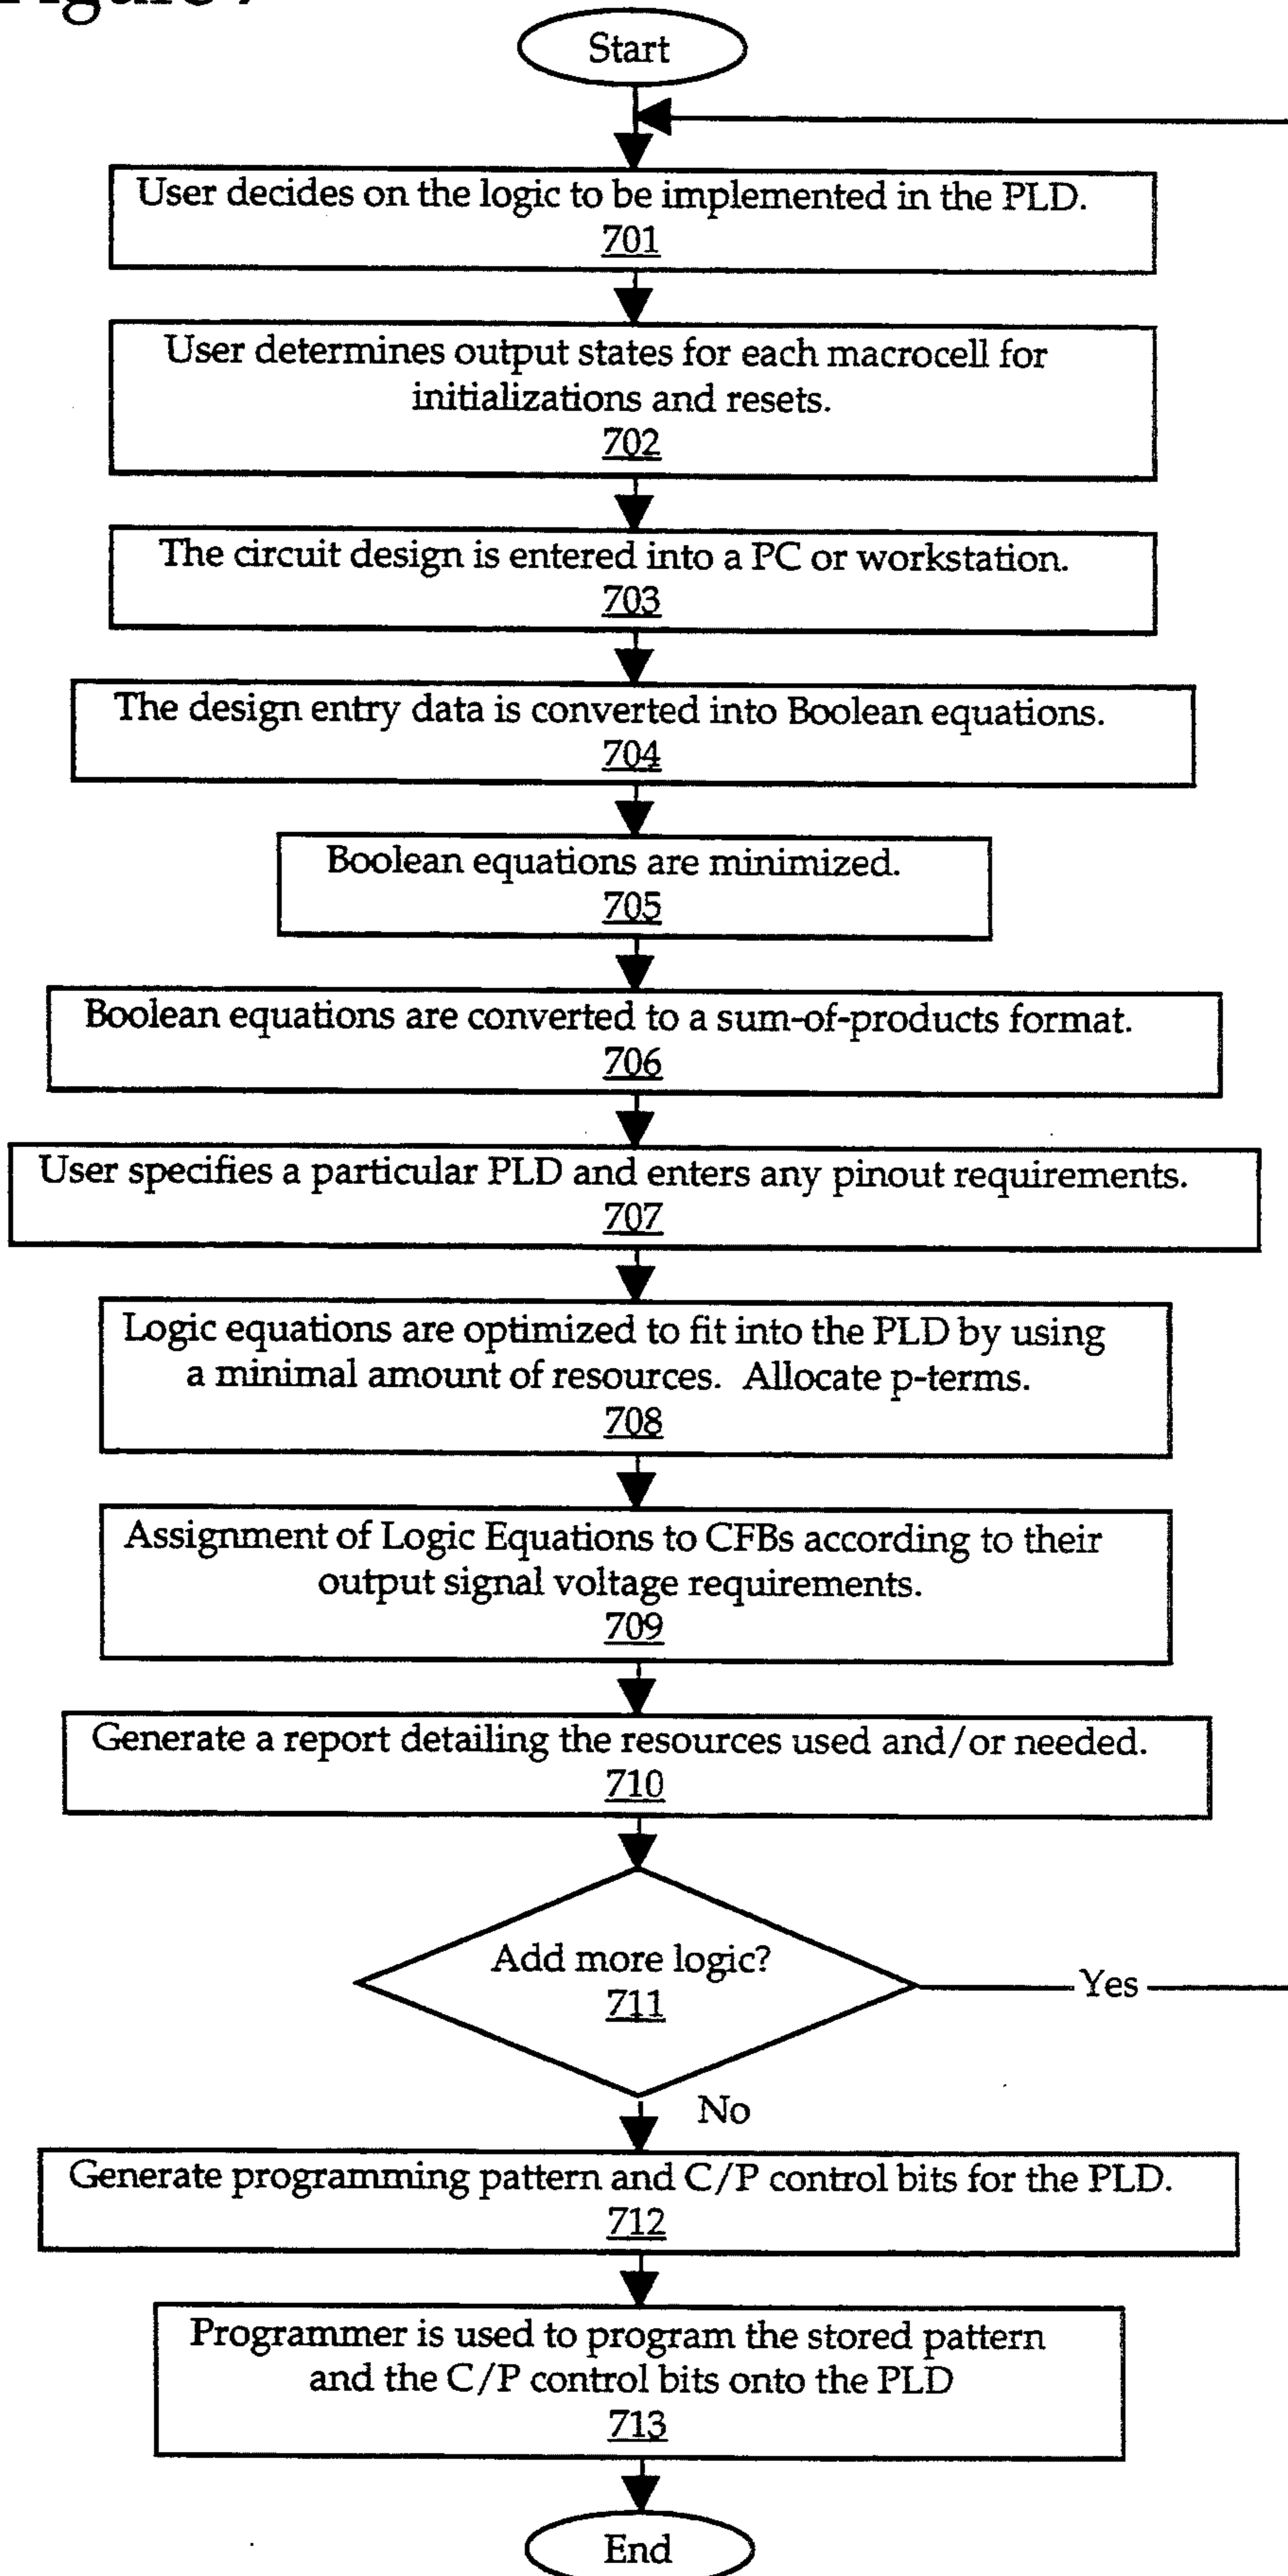 Figure 7
Start
User decides on the logic to be implemented in the PLD.
701
User determines output states for each macrocell for
initializations and resets.
702
The circuit design is entered into a PC or workstation.
703
The design entry data is converted into Boolean equations.
704
Boolean equations are minimized.
705
Boolean equations are converted to a sum-of-products format.
706
User specifies a particular PLD and enters any pinout requirements.
707
Logic equations are optimized to fit into the PLD by using
a minimal amount of resources. Allocate p-terms.
708
Assignment of Logic Equations to CFBs according to their
output signal voltage requirements.
709
Generate a report detailing the resources used and/or needed.
710
Add more logic?
711
Yes
No
Generate programming pattern and C/P control bits for the PLD.
712
Programmer is used to program the stored pattern
and the C/P control bits onto the PLD
713
End